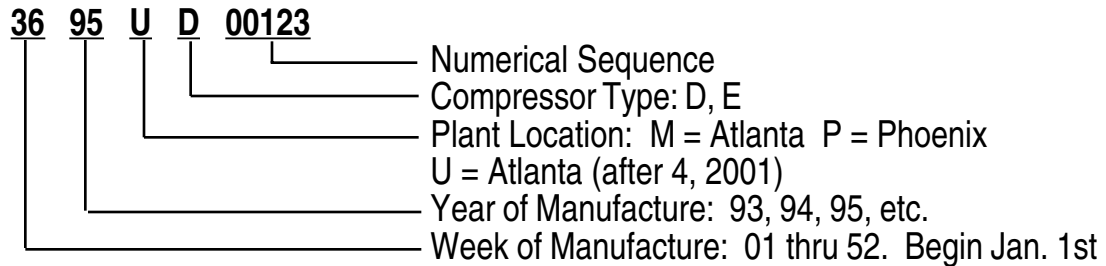 36 95 U D 00123
Numerical Sequence
Compressor Type: D, E
Plant Location: M = Atlanta P = Phoenix
U = Atlanta (after 4, 2001)
Year of Manufacture: 93, 94, 95, etc.
Week of Manufacture: 01 thru 52. Begin Jan. 1st